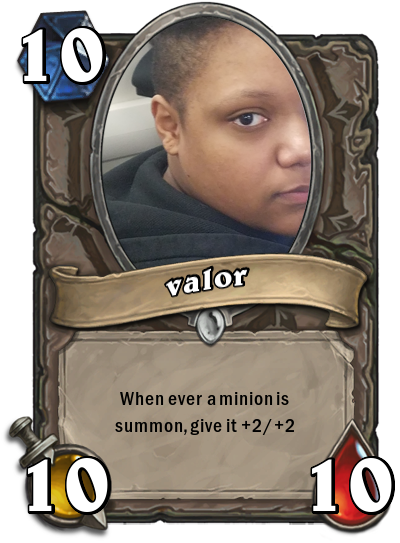 10
valor
When ever a minion is
summon, give it +2/+2
10
10